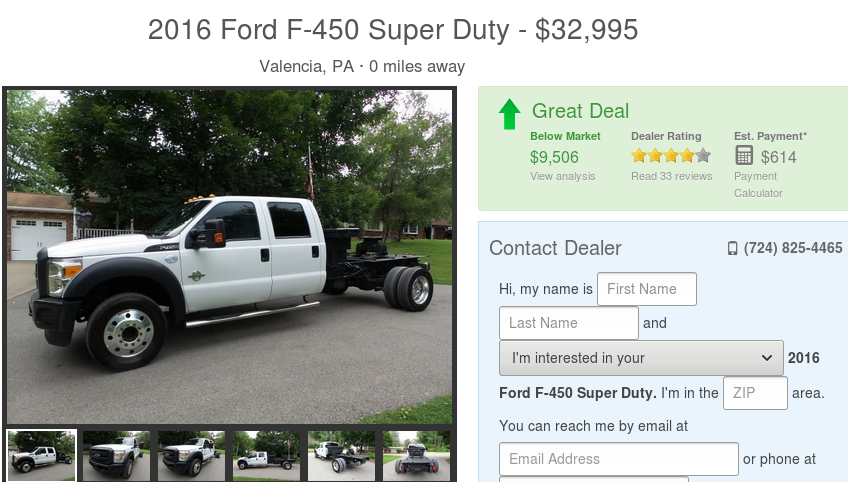 2016 Ford F-450 Super Duty - $32,995
Valencia, PA · 0 miles away
Great Deal
Below Market
$9,506
View analysis
Dealer Rating
Read 33 reviews
Est. Payment*
$614
Payment
Calculator
Contact Dealer
(724) 825-4465
Hi, my name is First Name
Last Name and
I'm interested in your 2016
Ford F-450 Super Duty. I'm in the ZIP area.
You can reach me by email at
Email Address or phone at